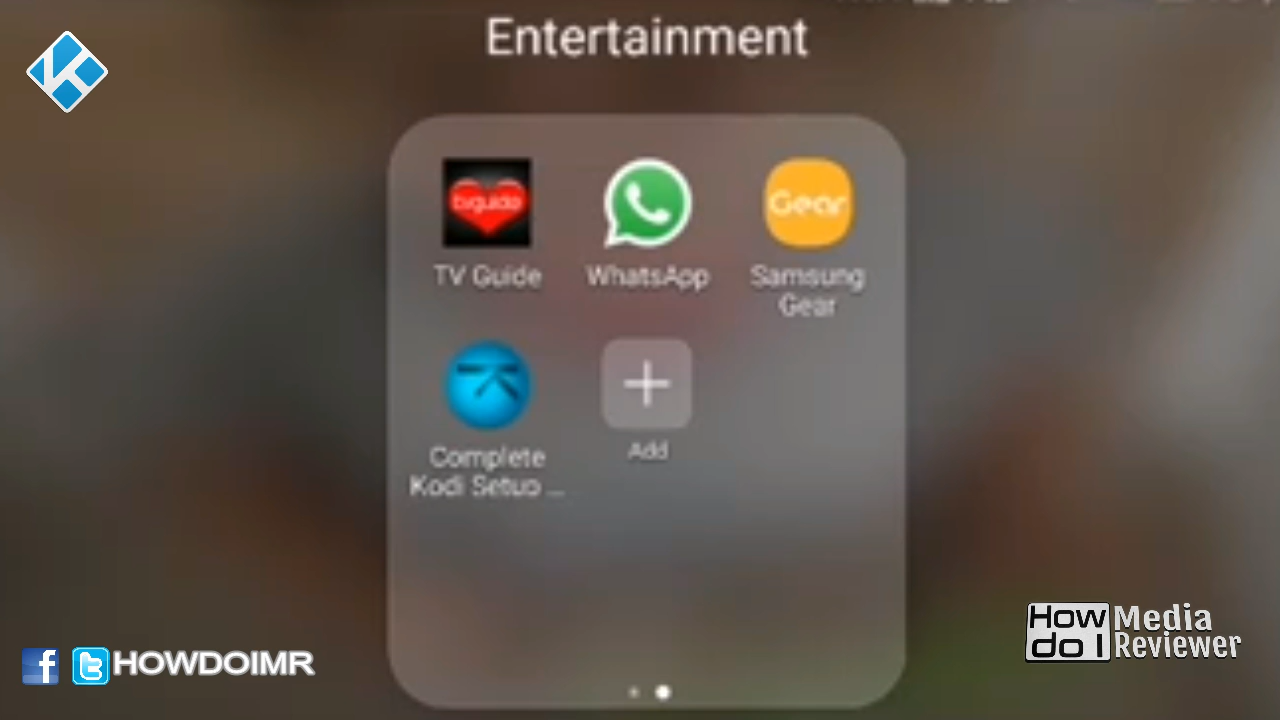 Entertainment
tvguide
Gear
TV Guide
WhatsApp
Samsung
Gear
Complete
Kodi Setup ...
Add
HOWDOIMR
How
do I
Media
Reviewer